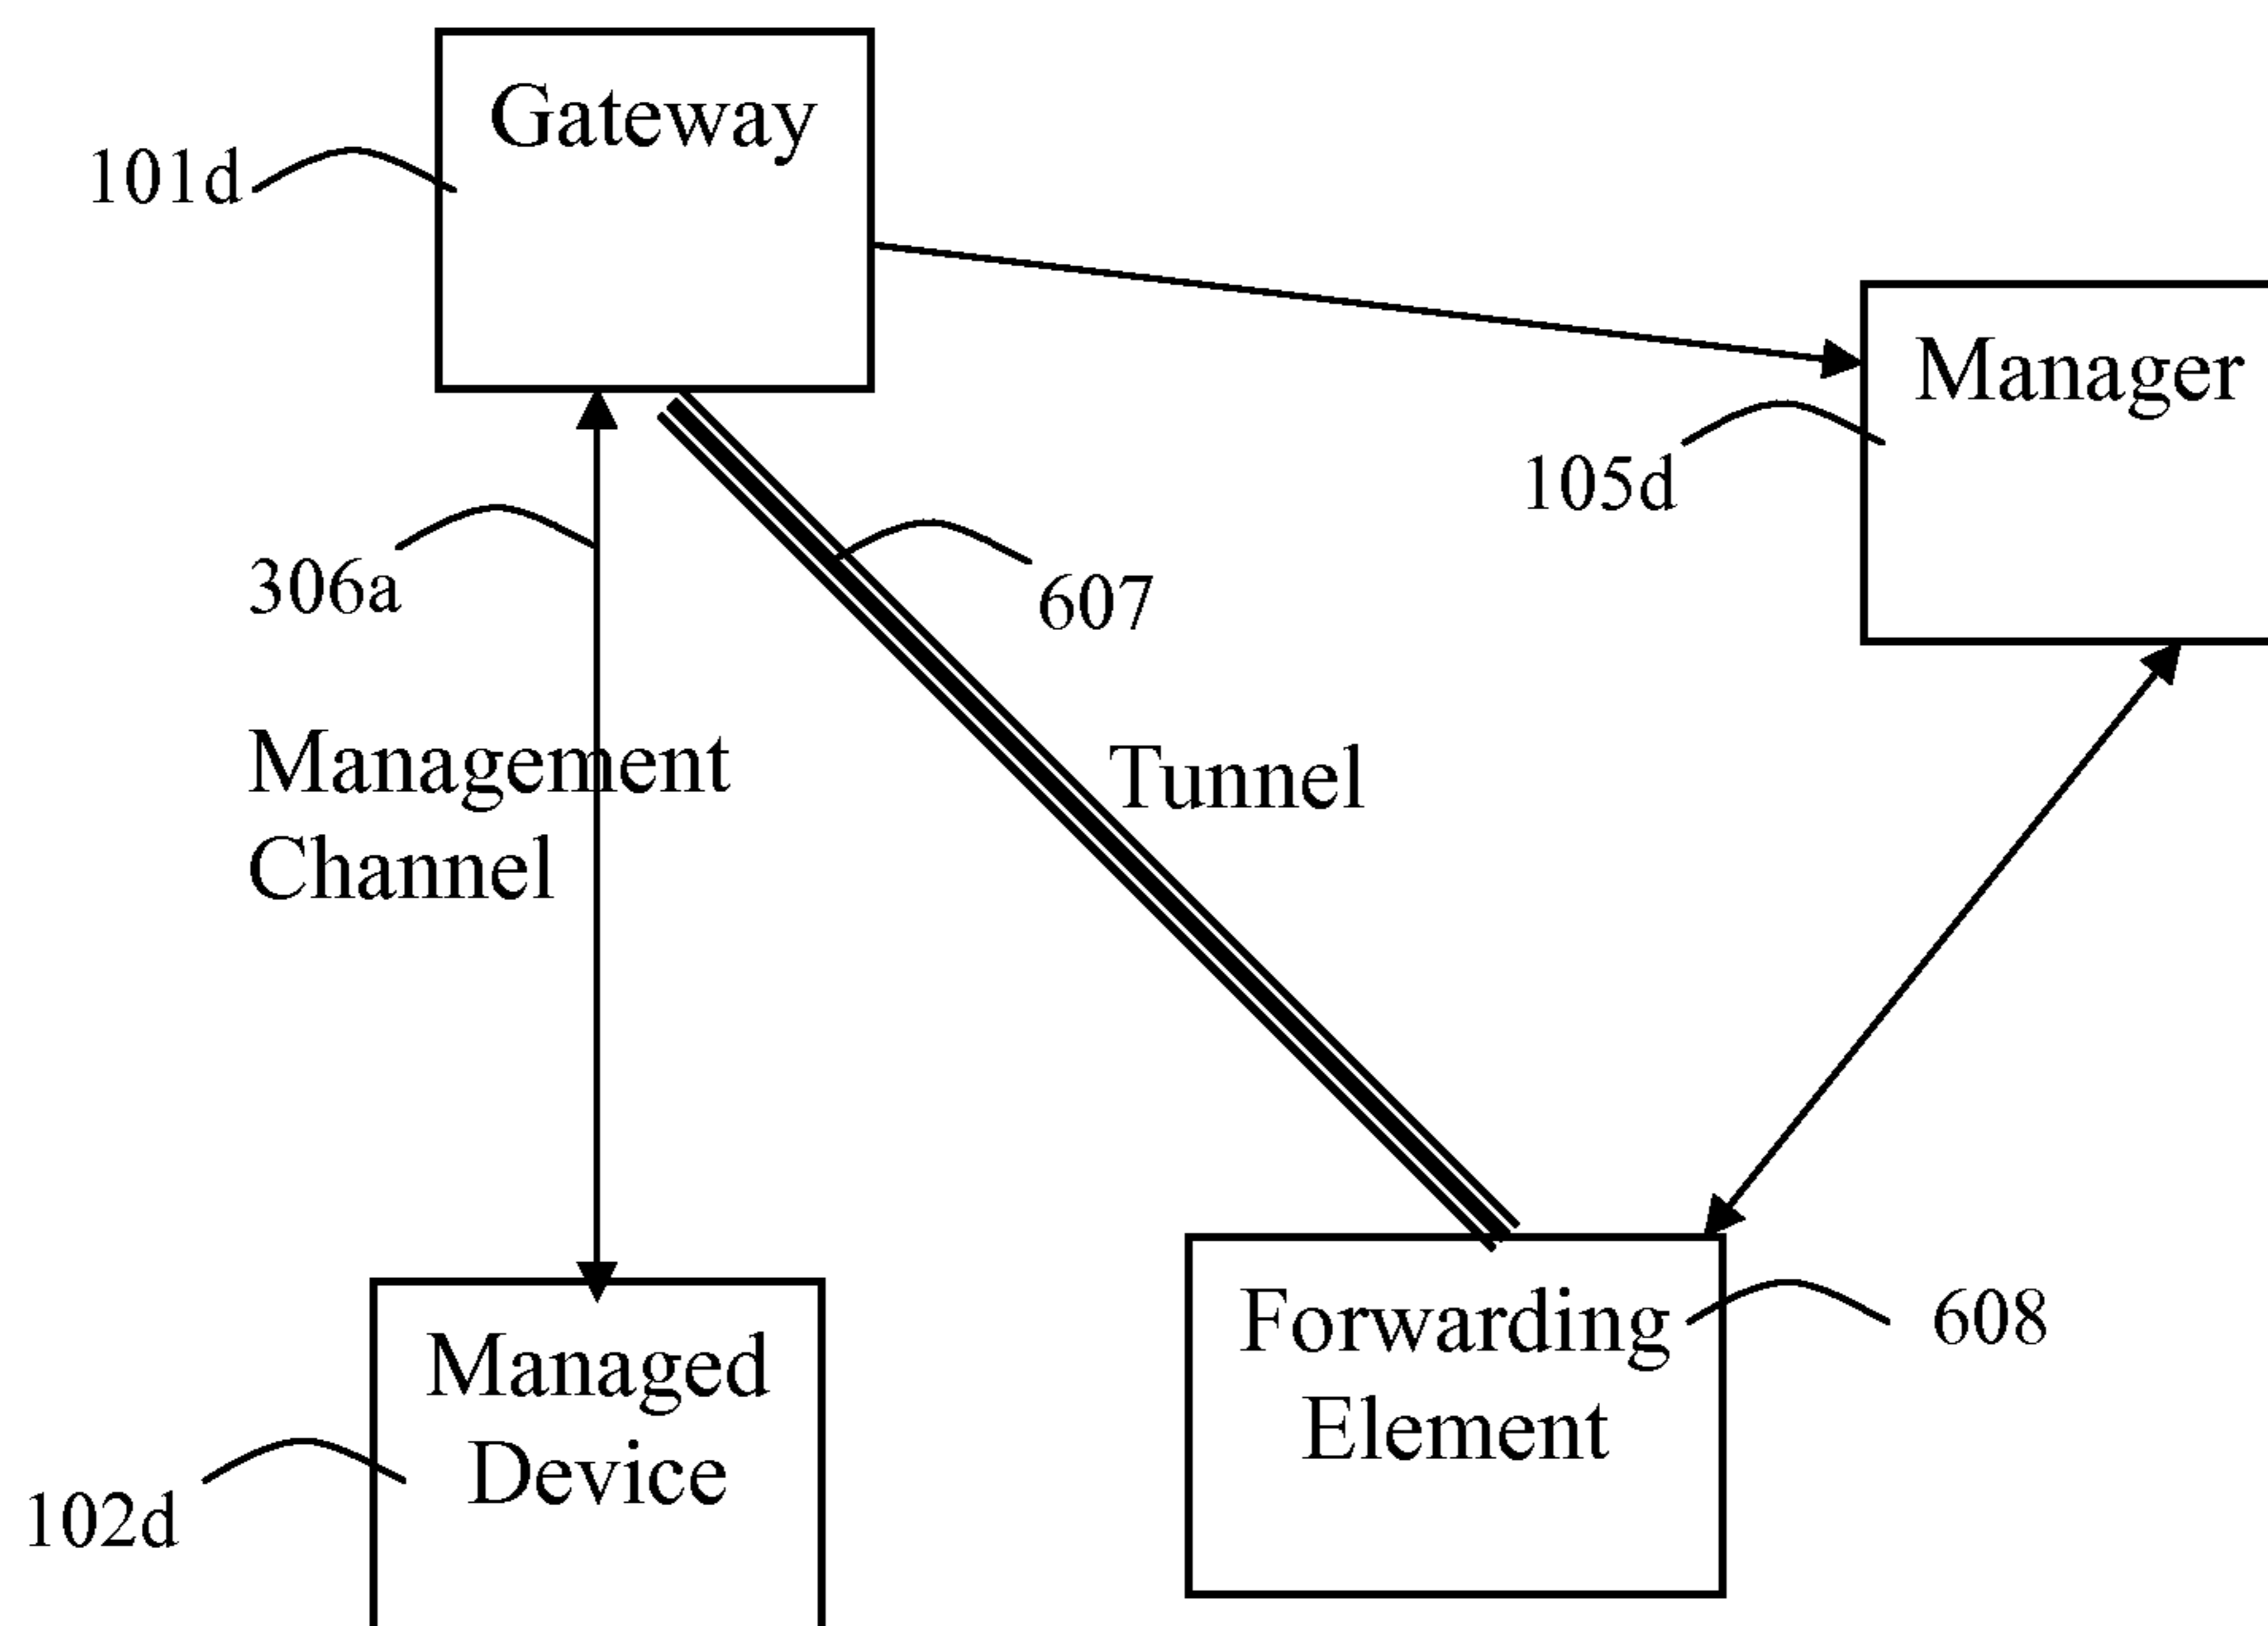 Gateway
101d
Manager
105d
306a
607
Management
Channel
Tunnel
Forwarding
Element
608
Managed
Device
102d